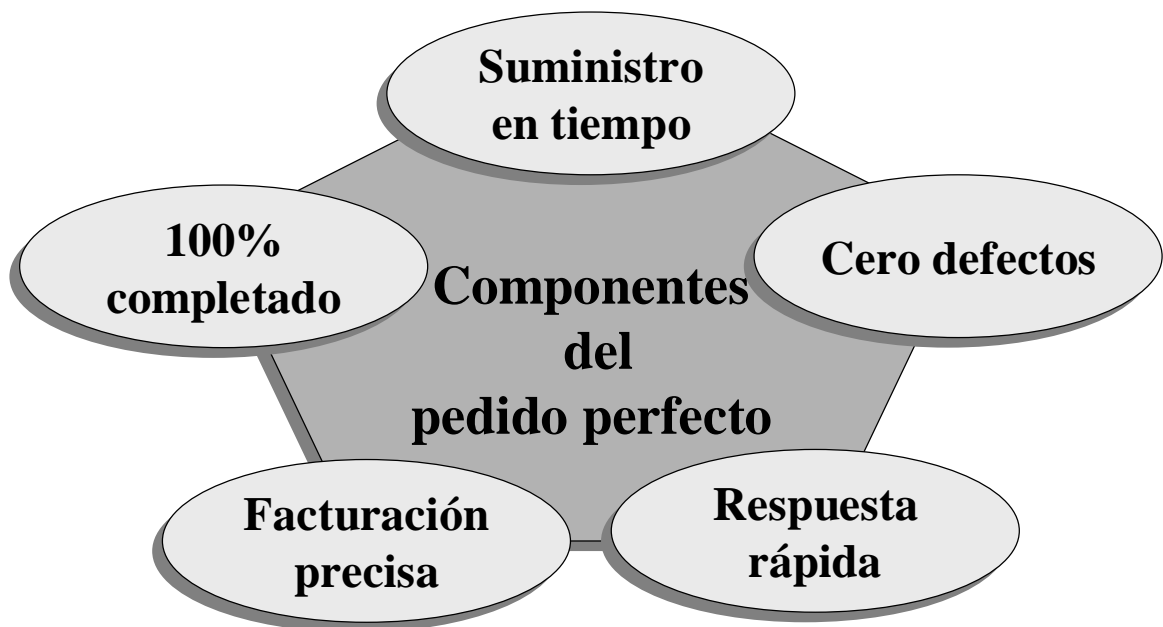 Suministro
en tiempo
100%
completado
Cero defectos
Componentes
del
pedido perfecto
Facturación
precisa
Respuesta
rápida